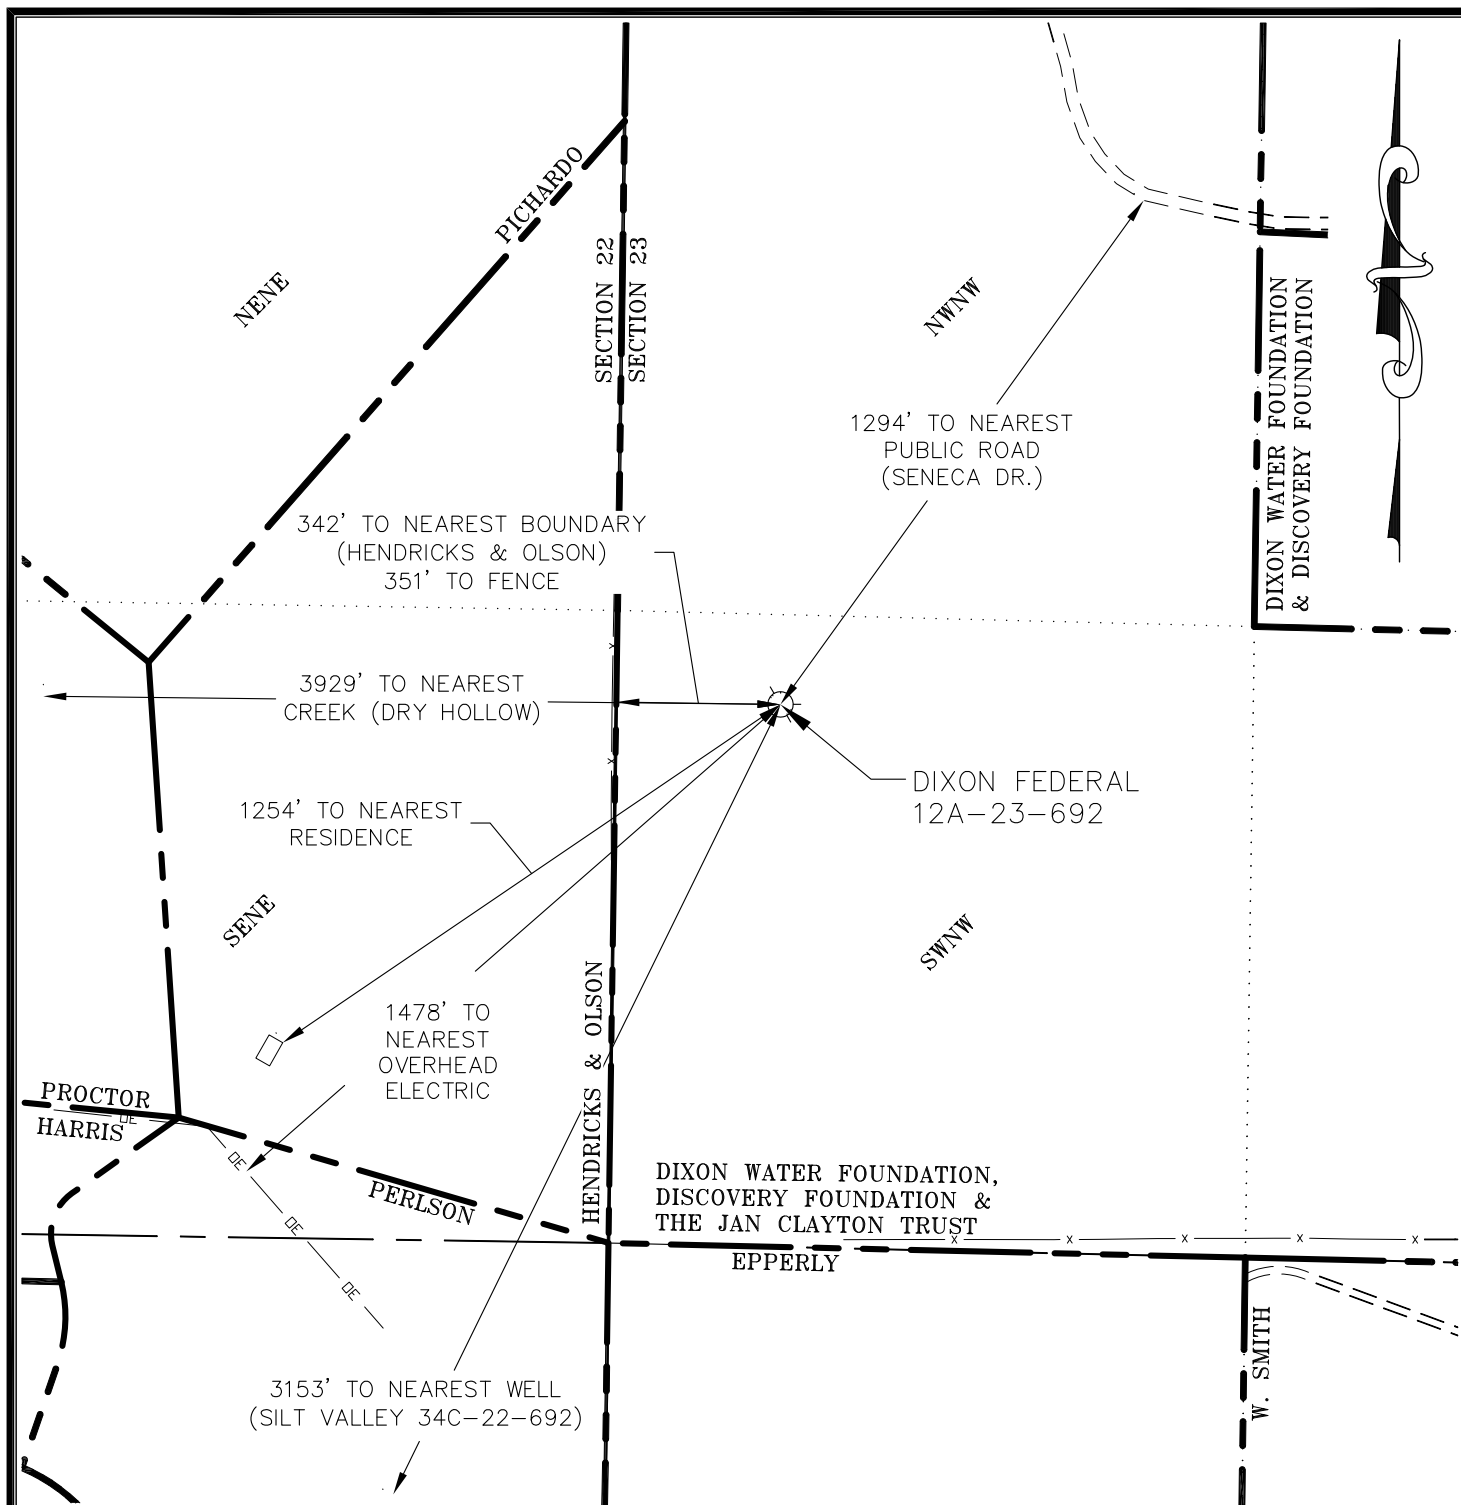 PICHARDO
NENE
SECTION 22
SECTION 23
NWNW
DIXON WATER FOUNDATION
& DISCOVERY FOUNDATION
1294' TO NEAREST
PUBLIC ROAD
(SENECA DR.)
342' TO NEAREST BOUNDARY
(HENDRICKS & OLSON)
351' TO FENCE
3929' TO NEAREST
CREEK (DRY HOLLOW)
DIXON FEDERAL
12A-23-692
1254' TO NEAREST
RESIDENCE
SENE
SWNW
1478' TO
NEAREST
OVERHEAD
ELECTRIC
HENDRICKS & OLSON
PROCTOR
OE
HARRIS
OE
PERLSON
OE
OE
DIXON WATER FOUNDATION,
DISCOVERY FOUNDATION &
THE JAN CLAYTON TRUST
X X X X X
EPPERLY
W. SMITH
3153' TO NEAREST WELL
(SILT VALLEY 34C-22-692)